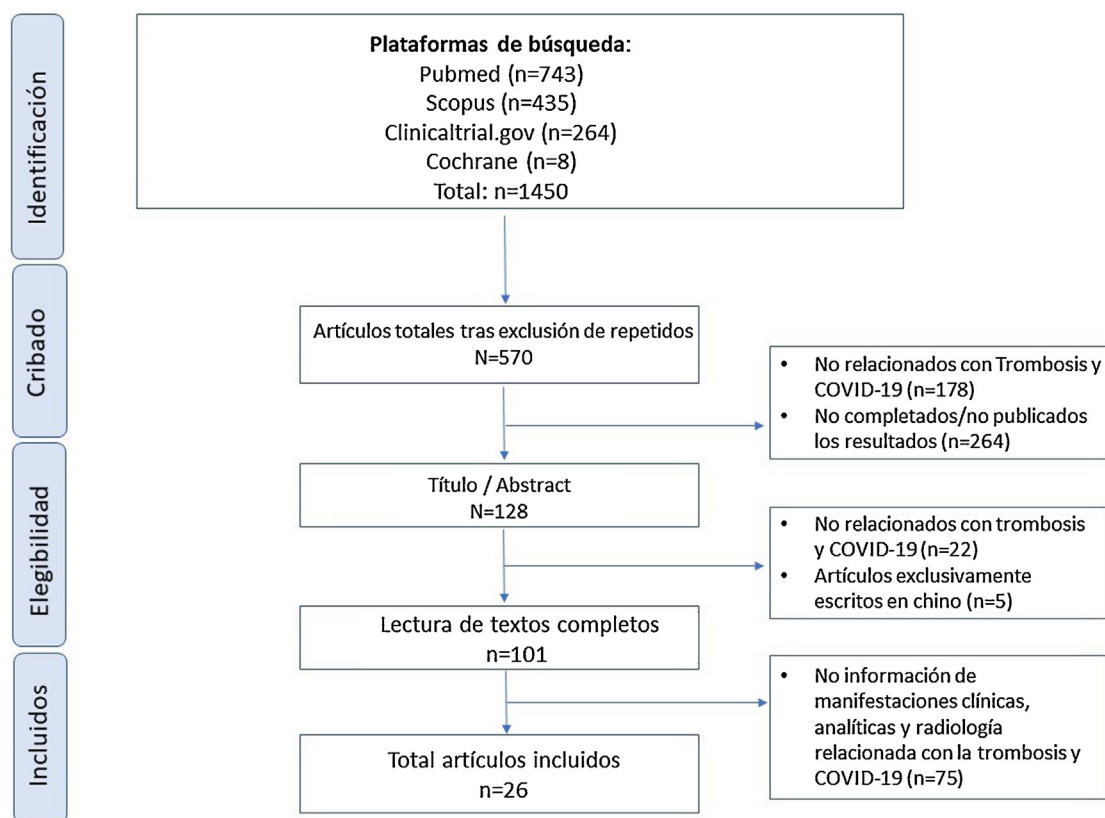 Identificación
Plataformas de búsqueda:
Pubmed (n=743)
Scopus (n=435)
Clinicaltrial.gov (n=264)
Cochrane (n=8)
Total: n=1450
Cribado
Artículos totales tras exclusión de repetidos
N=570
• No relacionados con Trombosis y
COVID-19 (n=178)
• No completados/no publicados
los resultados (n=264)
Elegibilidad
Título / Abstract
N=128
• No relacionados con trombosis
y COVID-19 (n=22)
• Artículos exclusivamente
escritos en chino (n=5)
Lectura de textos completos
n=101
Incluidos
• No información de
manifestaciones clínicas,
analíticas y radiología
relacionada con la trombosis y
COVID-19 (n=75)
Total artículos incluidos
n=26